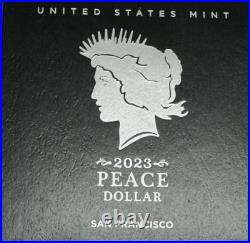 UNITED STATES MINT
2023
PEACE
DOLLAR
SAN FRANCISCO